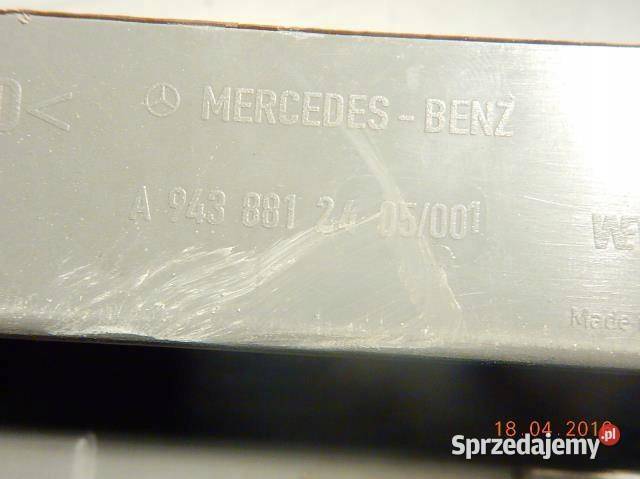 MERCEDES-BENZ
A 943 881 24 05/001
Made
18.04.201
Sprzedajemy.pl